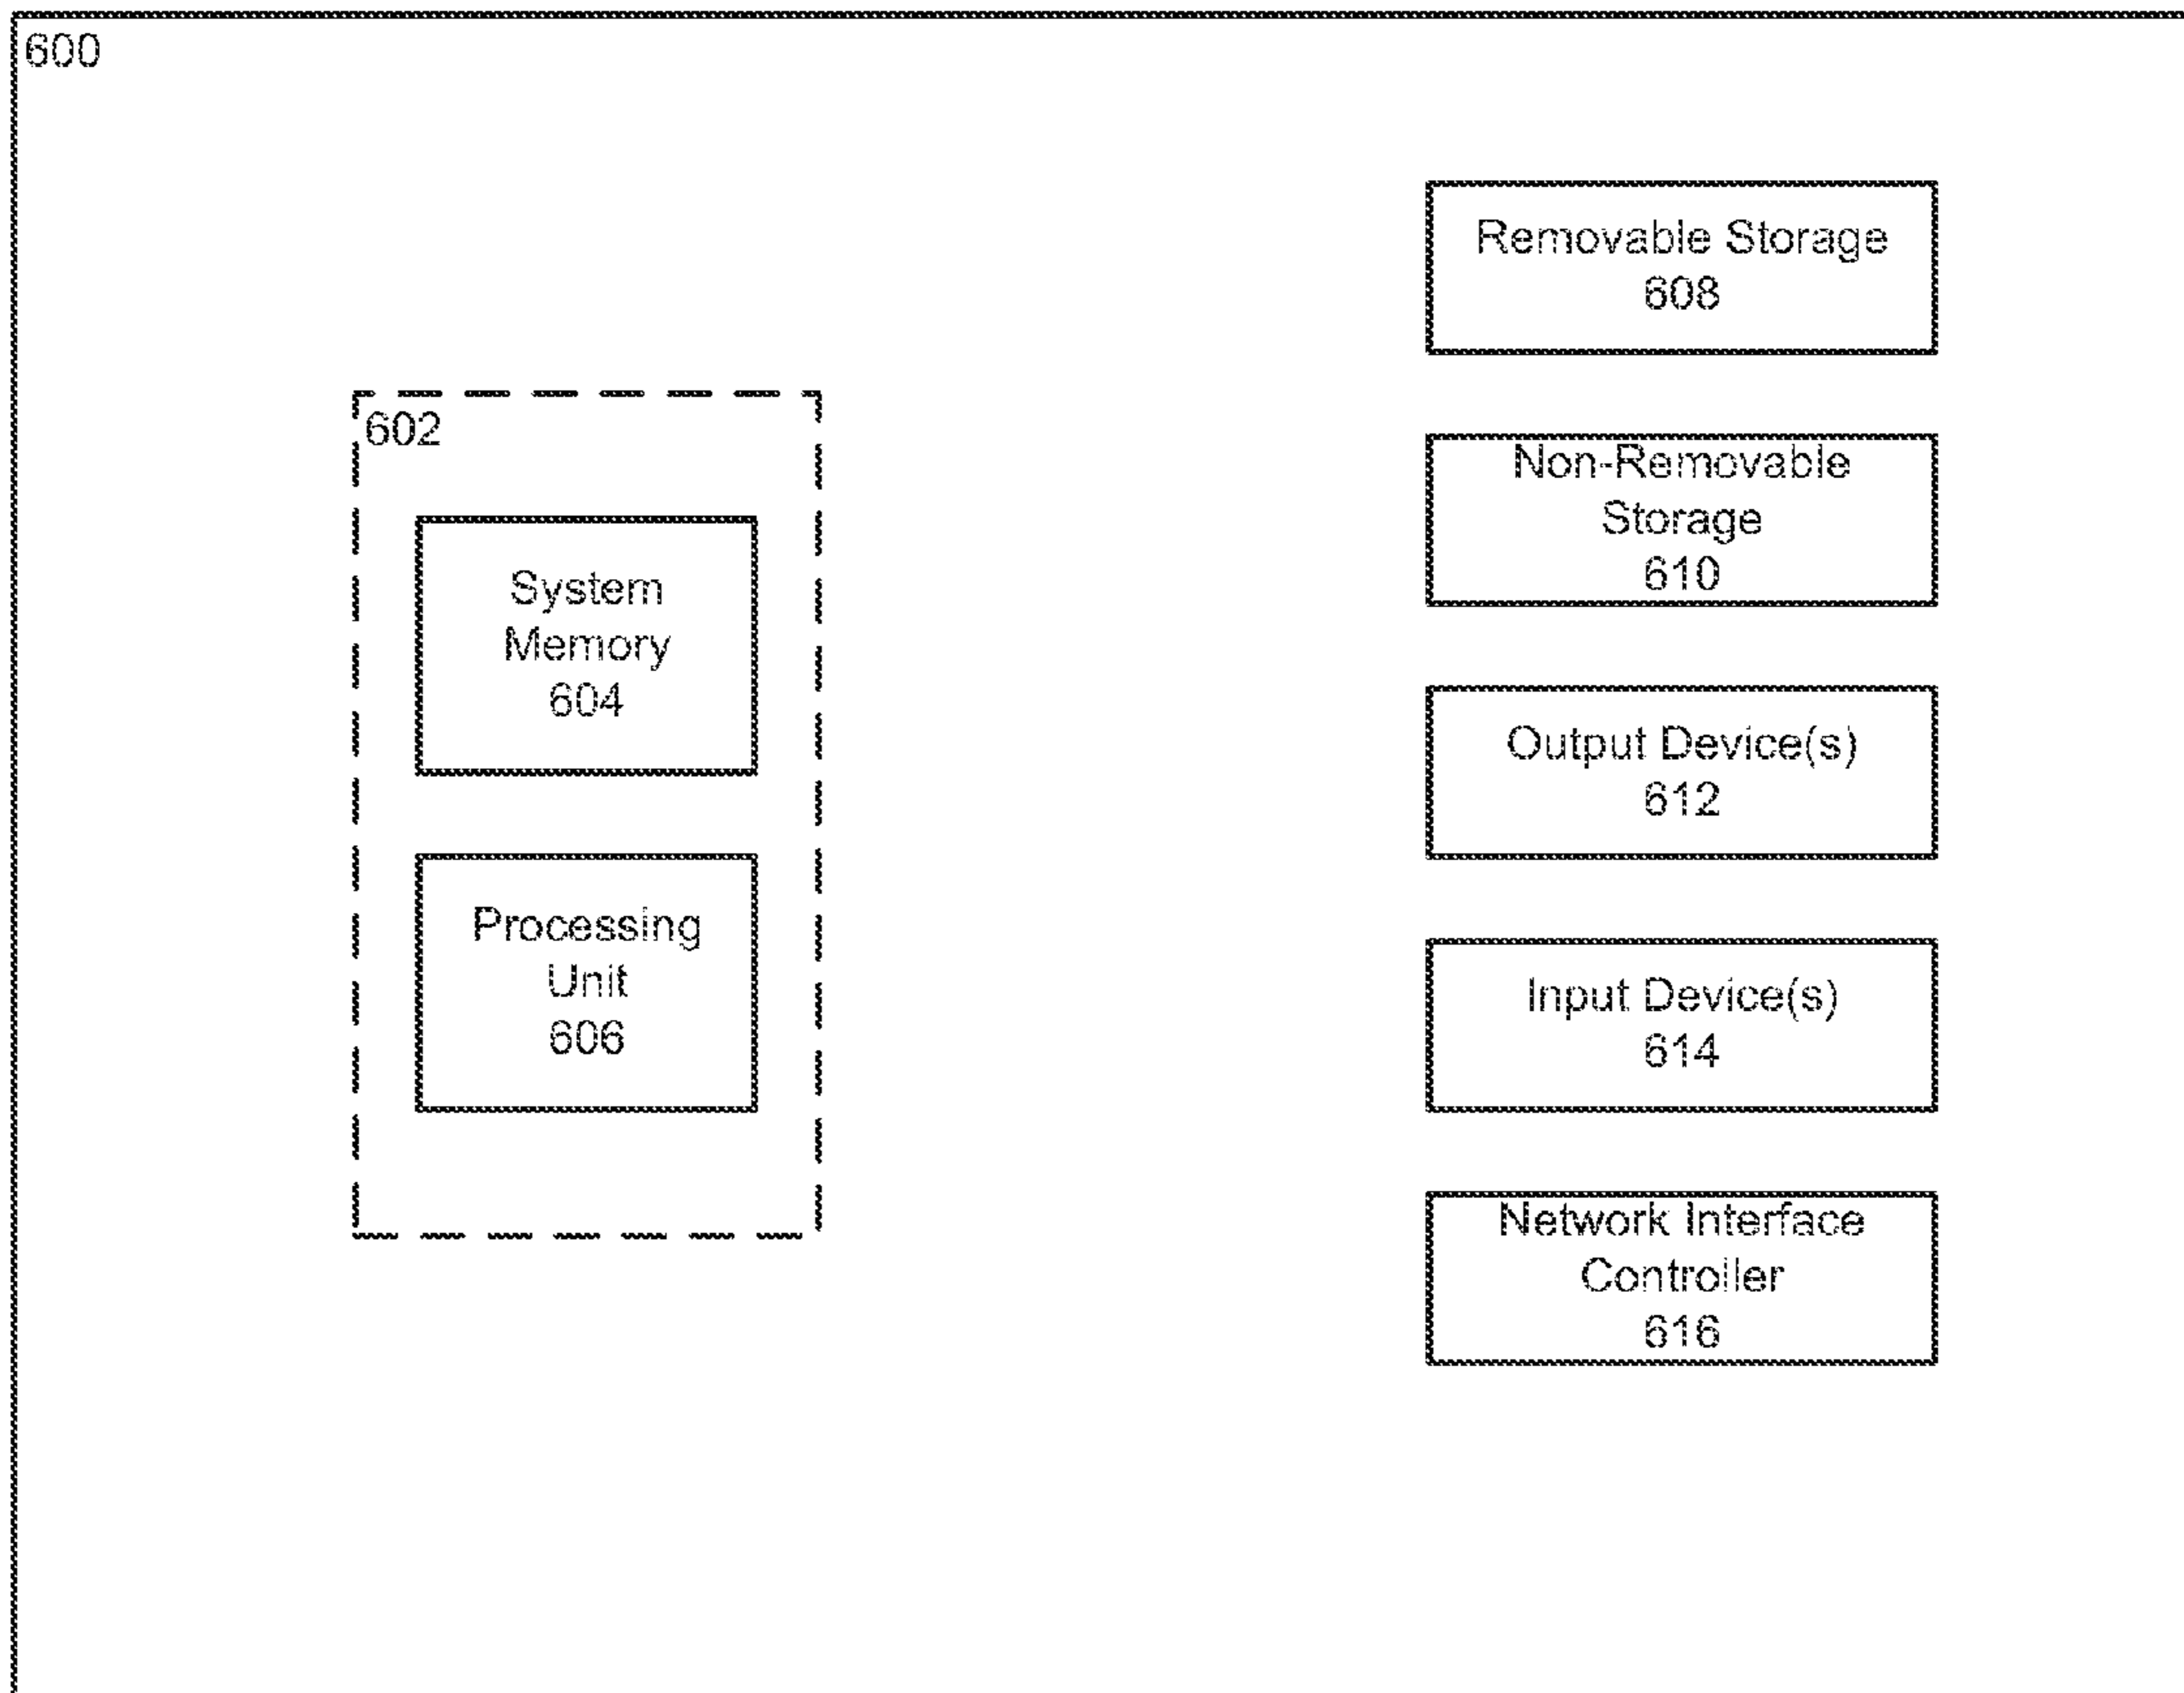 600
602
System
Memory
604
Processing
Unit
606
Removable Storage
608
Non-Removable
Storage
610
Output Device(s)
612
Input Device(s)
614
Network Interface
Controller
616